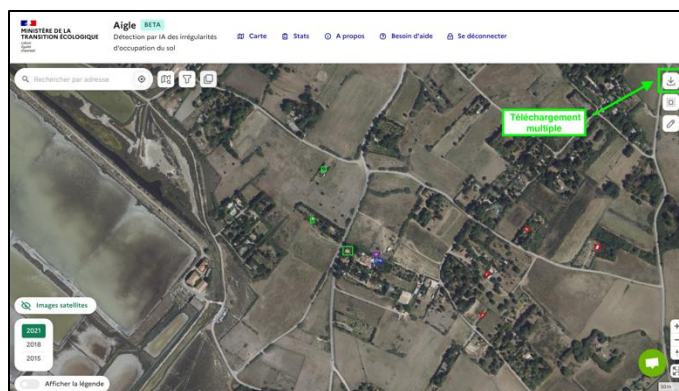 MINISTÈRE DE LA
TRANSITION ÉCOLOGIQUE
Aigle BETA
Détection par IA des irrégularités
d'occupation du sol
Carte
Stats
A propos
Besoin d'aide
Se déconnecter
Rechercher par adresse
Téléchargement
multiple
Images satellites
2021
2018
2015
Afficher la légende
50 m